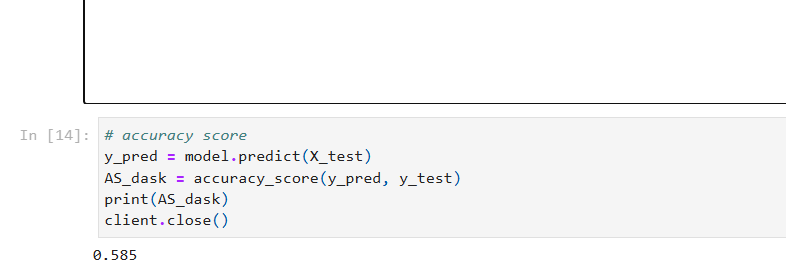 In [14]: # accuracy score
y_pred = model.predict(X_test)
AS_dask = accuracy_score(y_pred, y_test)
print(AS_dask)
client.close()
0.585